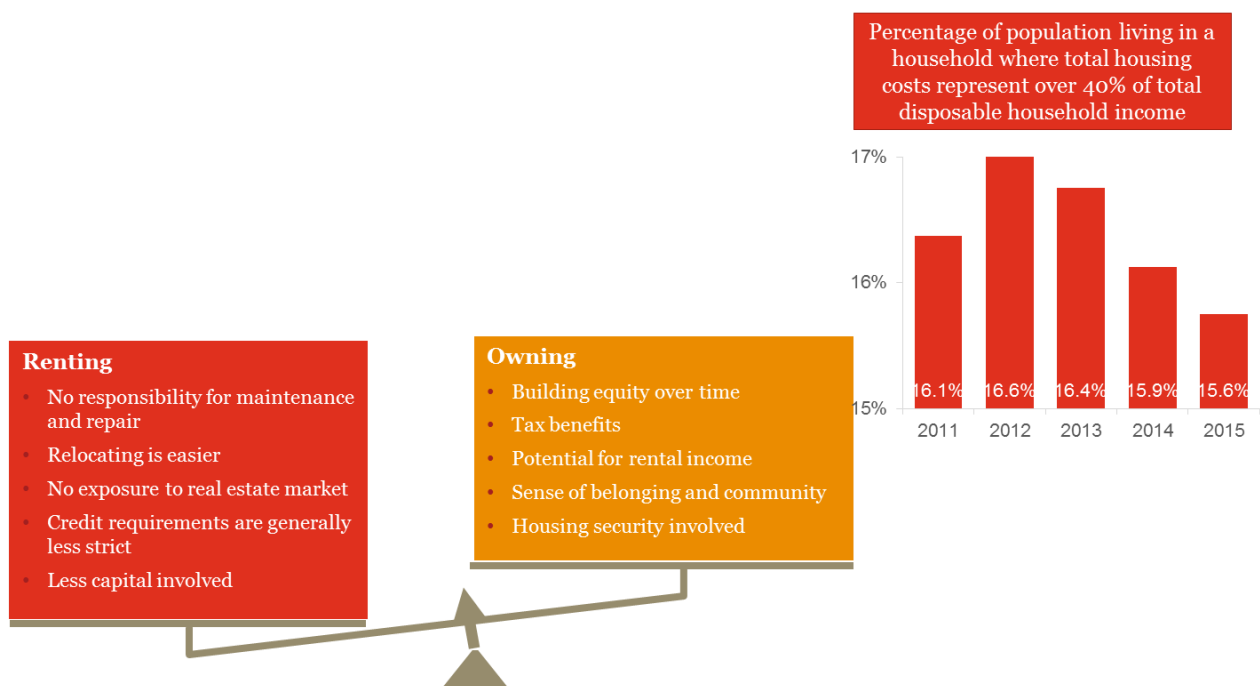 Percentage of population living in a
household where total housing
costs represent over 40% of total
disposable household income
17%
16%
15%
16.1% 16.6% 16.4% 15.9% 15.6%
2011 2012 2013 2014 2015
Renting
• No responsibility for maintenance
and repair
• Relocating is easier
• No exposure to real estate market
• Credit requirements are generally
less strict
• Less capital involved
Owning
• Building equity over time
• Tax benefits
• Potential for rental income
• Sense of belonging and community
• Housing security involved